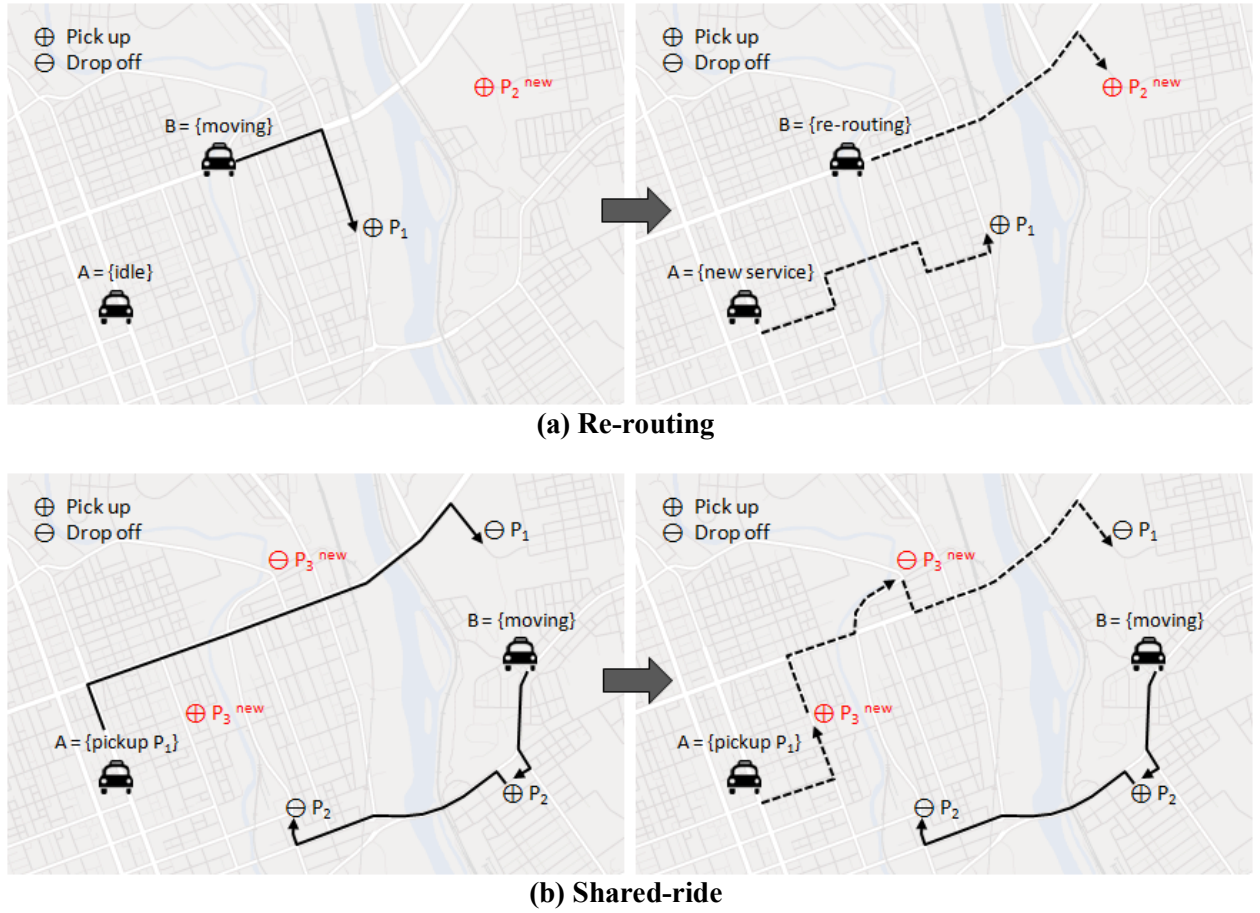 ⊕ Pick up
⊖ Drop off
⊕ P₂ new
B = {moving}
⊕ P₁
A = {idle}
⊕ Pick up
⊖ Drop off
⊕ P₂ new
B = {re-routing}
⊕ P₁
A = {new service}
(a) Re-routing
⊕ Pick up
⊖ Drop off
⊖ P₁
⊖ P₃ new
B = {moving}
⊕ P₃ new
A = {pickup P₁}
⊕ P₂
⊖ P₂
⊕ Pick up
⊖ Drop off
⊖ P₁
⊖ P₃ new
B = {moving}
⊕ P₃ new
A = {pickup P₁}
⊕ P₂
⊖ P₂
(b) Shared-ride